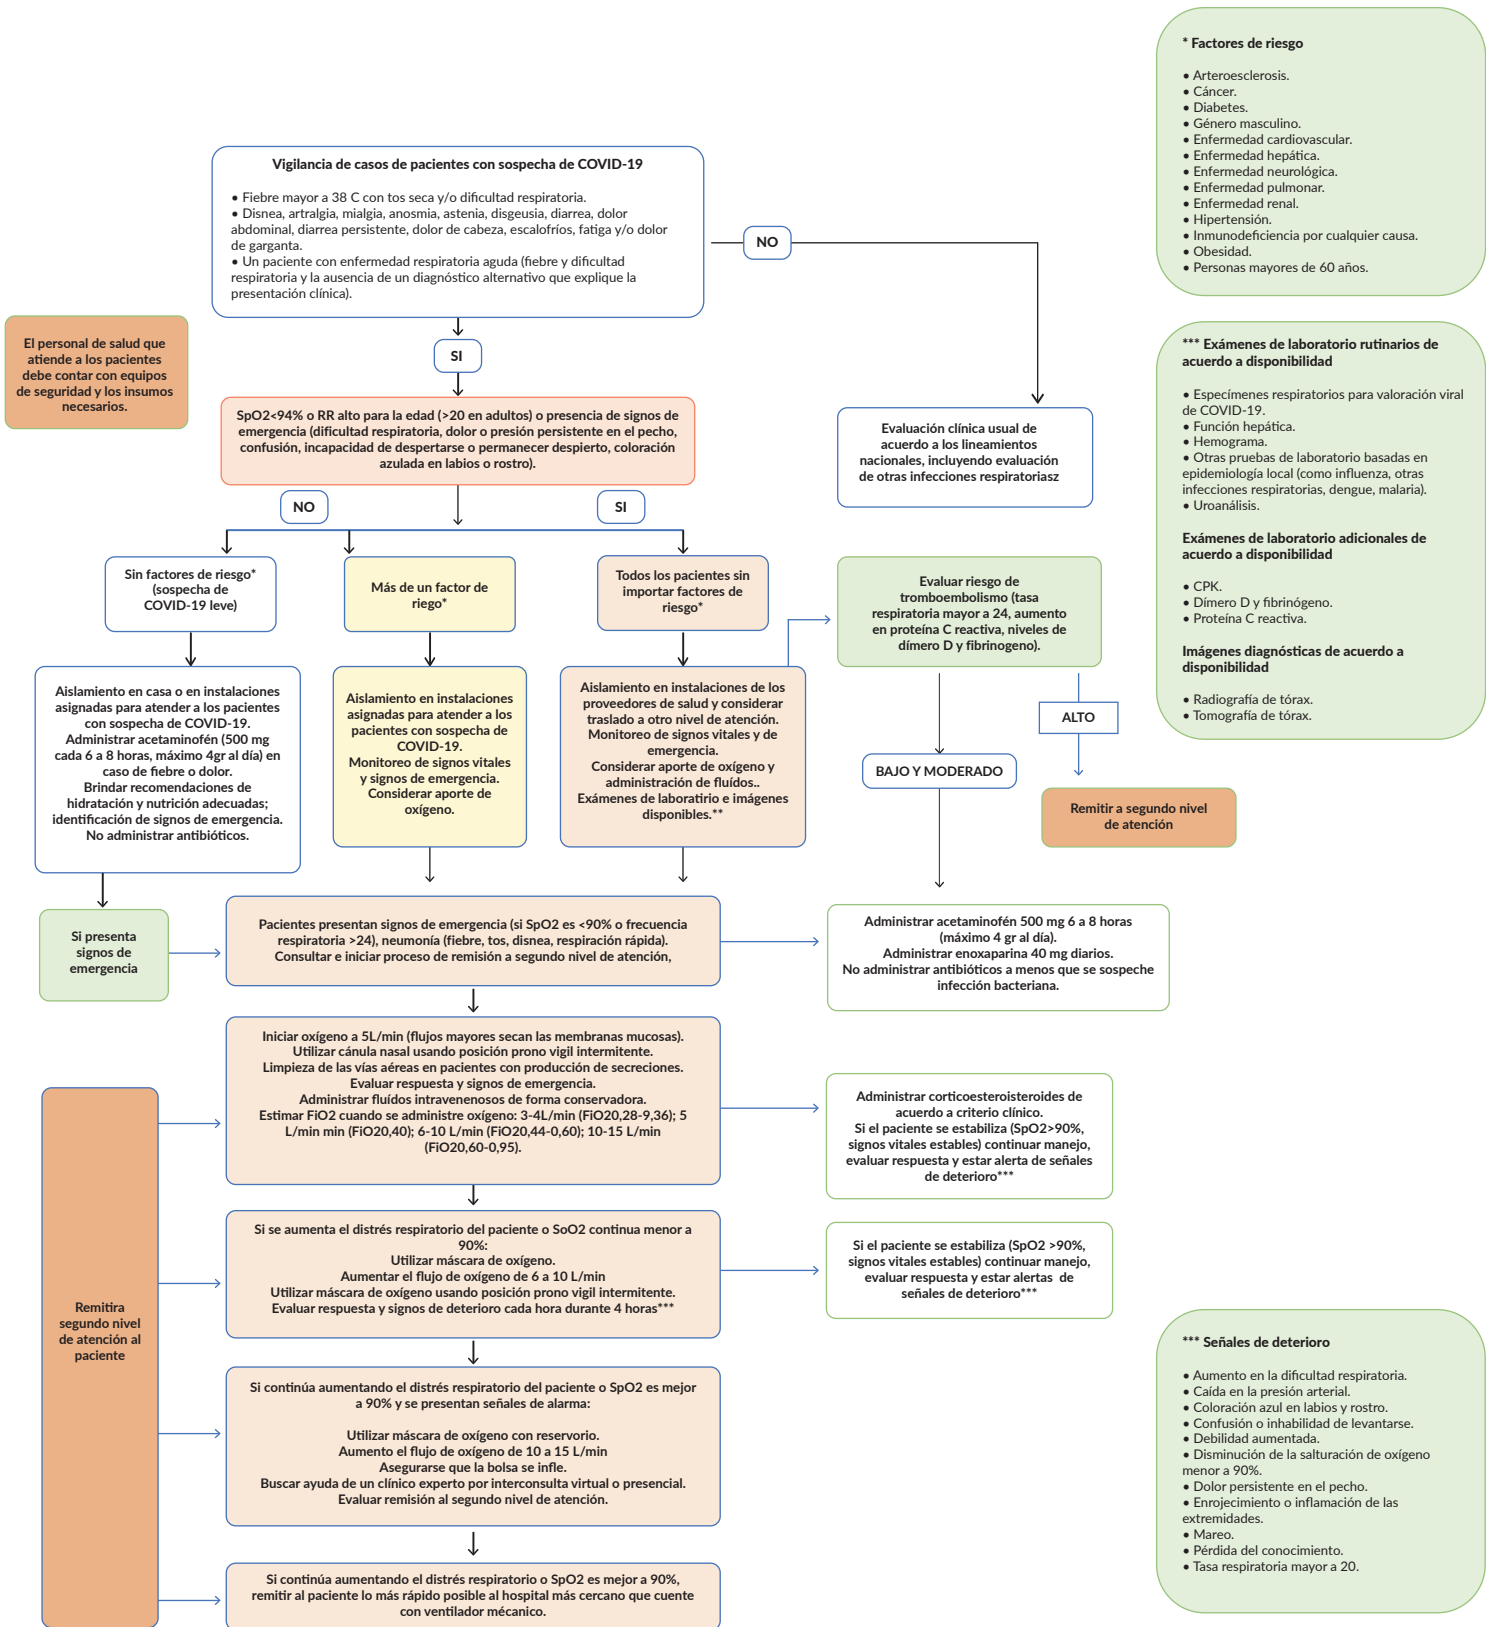 * Factores de riesgo
• Arteroesclerosis.
• Cáncer.
• Diabetes.
• Género masculino.
• Enfermedad cardiovascular.
• Enfermedad hepática.
• Enfermedad neurológica.
• Enfermedad pulmonar.
• Enfermedad renal.
• Hipertensión.
• Inmunodeficiencia por cualquier causa.
• Obesidad.
• Personas mayores de 60 años.
Vigilancia de casos de pacientes con sospecha de COVID-19
• Fiebre mayor a 38 C con tos seca y/o dificultad respiratoria.
• Disnea, artralgia, mialgia, anosmia, astenia, disgeusia, diarrea, dolor
abdominal, diarrea persistente, dolor de cabeza, escalofríos, fatiga y/o dolor
de garganta.
• Un paciente con enfermedad respiratoria aguda (fiebre y dificultad
respiratoria y la ausencia de un diagnóstico alternativo que explique la
presentación clínica).
NO
El personal de salud que
atiende a los pacientes
debe contar con equipos
de seguridad y los insumos
necesarios.
SI
*** Exámenes de laboratorio rutinarios de
acuerdo a disponibilidad
• Especímenes respiratorios para valoración viral
de COVID-19.
• Función hepática.
• Hemograma.
• Otras pruebas de laboratorio basadas en
epidemiología local (como influenza, otras
infecciones respiratorias, dengue, malaria).
• Uroanálisis.
Exámenes de laboratorio adicionales de
acuerdo a disponibilidad
• CPK.
• Dímero D y fibrinógeno.
• Proteína C reactiva.
Imágenes diagnósticas de acuerdo a
disponibilidad
• Radiografía de tórax.
• Tomografía de tórax.
SpO2<94% o RR alto para la edad (>20 en adultos) o presencia de signos de
emergencia (dificultad respiratoria, dolor o presión persistente en el pecho,
confusión, incapacidad de despertarse o permanecer despierto, coloración
azulada en labios o rostro).
Evaluación clínica usual de
acuerdo a los lineamientos
nacionales, incluyendo evaluación
de otras infecciones respiratoriasz
NO
SI
Sin factores de riesgo*
(sospecha de
COVID-19 leve)
Más de un factor de
riego*
Todos los pacientes sin
importar factores de
riesgo*
Evaluar riesgo de
tromboembolismo (tasa
respiratoria mayor a 24, aumento
en proteína C reactiva, niveles de
dímero D y fibrinogeno).
Aislamiento en casa o en instalaciones
asignadas para atender a los pacientes
con sospecha de COVID-19.
Administrar acetaminofén (500 mg
cada 6 a 8 horas, máximo 4gr al día) en
caso de fiebre o dolor.
Brindar recomendaciones de
hidratación y nutrición adecuadas;
identificación de signos de emergencia.
No administrar antibióticos.
Aislamiento en instalaciones
asignadas para atender a los
pacientes con sospecha de
COVID-19.
Monitoreo de signos vitales
y signos de emergencia.
Considerar aporte de
oxígeno.
Aislamiento en instalaciones de los
proveedores de salud y considerar
traslado a otro nivel de atención.
Monitoreo de signos vitales y de
emergencia.
Considerar aporte de oxígeno y
administración de fluídos..
Exámenes de laboratirio e imágenes
disponibles.**
ALTO
BAJO Y MODERADO
Remitir a segundo nivel
de atención
Si presenta
signos de
emergencia
Pacientes presentan signos de emergencia (si SpO2 es <90% o frecuencia
respiratoria >24), neumonía (fiebre, tos, disnea, respiración rápida).
Consultar e iniciar proceso de remisión a segundo nivel de atención,
Administrar acetaminofén 500 mg 6 a 8 horas
(máximo 4 gr al día).
Administrar enoxaparina 40 mg diarios.
No administrar antibióticos a menos que se sospeche
infección bacteriana.
Iniciar oxígeno a 5L/min (flujos mayores secan las membranas mucosas).
Utilizar cánula nasal usando posición prono vigil intermitente.
Limpieza de las vías aéreas en pacientes con producción de secreciones.
Evaluar respuesta y signos de emergencia.
Administrar fluídos intravenenosos de forma conservadora.
Estimar FiO2 cuando se administre oxígeno: 3-4L/min (FiO20,28-9,36); 5
L/min min (FiO20,40); 6-10 L/min (FiO20,44-0,60); 10-15 L/min
(FiO20,60-0,95).
Administrar corticoesteroisteroides de
acuerdo a criterio clínico.
Si el paciente se estabiliza (SpO2>90%,
signos vitales estables) continuar manejo,
evaluar respuesta y estar alerta de señales
de deterioro***
Remitira
segundo nivel
de atención al
paciente
Si se aumenta el distrés respiratorio del paciente o SoO2 continua menor a
90%:
Utilizar máscara de oxígeno.
Aumentar el flujo de oxígeno de 6 a 10 L/min
Utilizar máscara de oxígeno usando posición prono vigil intermitente.
Evaluar respuesta y signos de deterioro cada hora durante 4 horas***
Si el paciente se estabiliza (SpO2 >90%,
signos vitales estables) continuar manejo,
evaluar respuesta y estar alertas de
señales de deterioro***
Si continúa aumentando el distrés respiratorio del paciente o SpO2 es mejor
a 90% y se presentan señales de alarma:
Utilizar máscara de oxígeno con reservorio.
Aumento el flujo de oxígeno de 10 a 15 L/min
Asegurarse que la bolsa se infle.
Buscar ayuda de un clínico experto por interconsulta virtual o presencial.
Evaluar remisión al segundo nivel de atención.
Si continúa aumentando el distrés respiratorio o SpO2 es mejor a 90%,
remitir al paciente lo más rápido posible al hospital más cercano que cuente
con ventilador mécanico.
*** Señales de deterioro
• Aumento en la dificultad respiratoria.
• Caída en la presión arterial.
• Coloración azul en labios y rostro.
• Confusión o inhabilidad de levantarse.
• Debilidad aumentada.
• Disminución de la salturación de oxígeno
menor a 90%.
• Dolor persistente en el pecho.
• Enrojecimiento o inflamación de las
extremidades.
• Mareo.
• Pérdida del conocimiento.
• Tasa respiratoria mayor a 20.